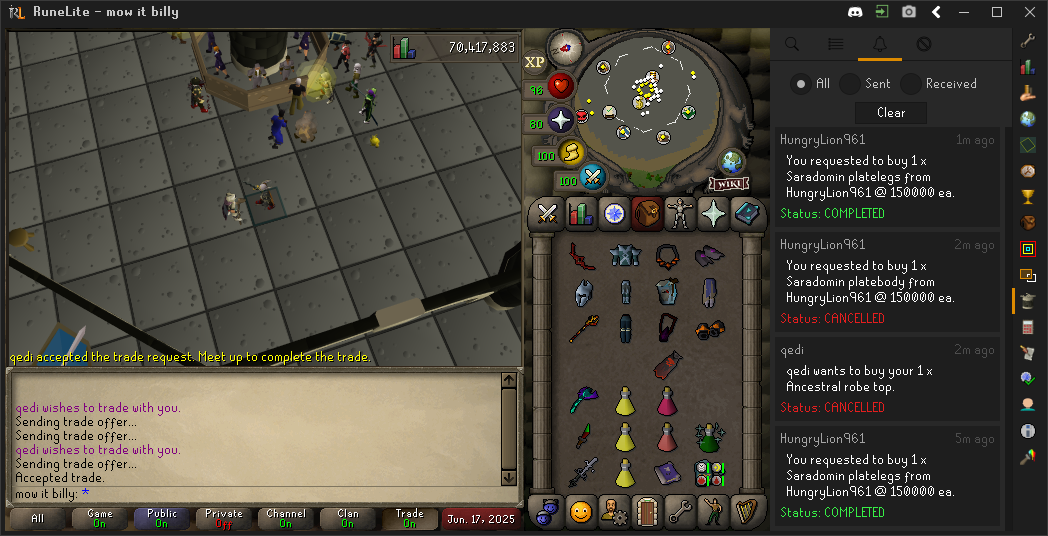 RuneLite - mow it billy
70,417,883
XP
96
80
100
100
WIKI
qedi accepted the trade request. Meet up to complete the trade.
qedi wishes to trade with you.
Sending trade offer...
Sending trade offer...
qedi wishes to trade with you.
Sending trade offer...
Accepted trade.
mow it billy: *
All
Game
On
Public
On
Private
Off
Channel
On
Clan
On
Trade
On
Jun. 17, 2025
All
Sent
Received
Clear
HungryLion961
1m ago
You requested to buy 1 x
Saradomin platelegs from
HungryLion961 @ 150000 ea.
Status: COMPLETED
HungryLion961
2m ago
You requested to buy 1 x
Saradomin platebody from
HungryLion961 @ 150000 ea.
Status: CANCELLED
qedi
2m ago
qedi wants to buy your 1 x
Ancestral robe top.
Status: CANCELLED
HungryLion961
5m ago
You requested to buy 1 x
Saradomin platelegs from
HungryLion961 @ 150000 ea.
Status: COMPLETED